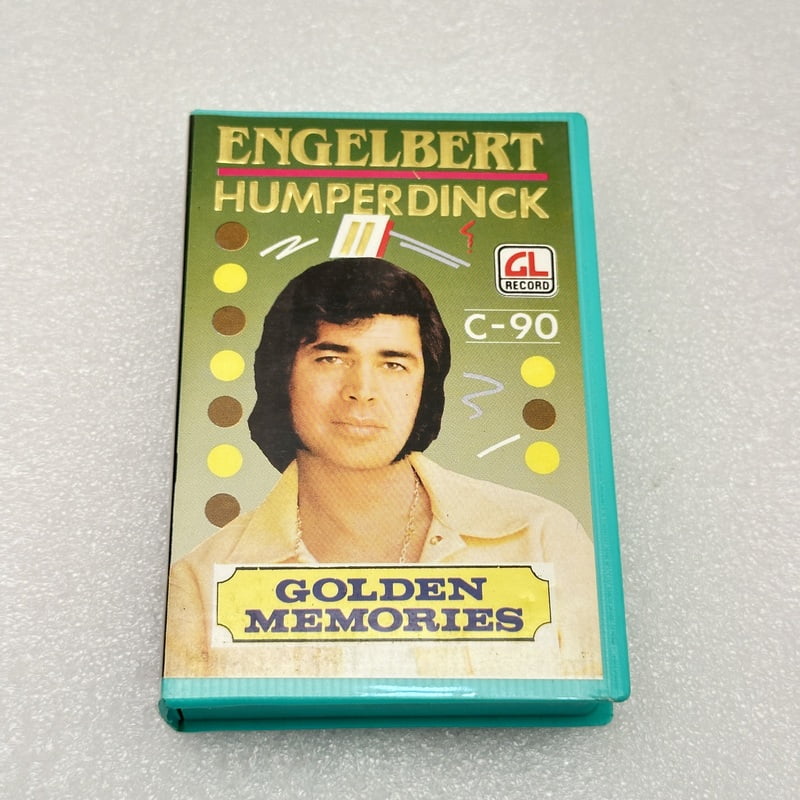 ENGELBERT
HUMPERDINCK
GL
RECORD
C-90
GOLDEN
MEMORIES